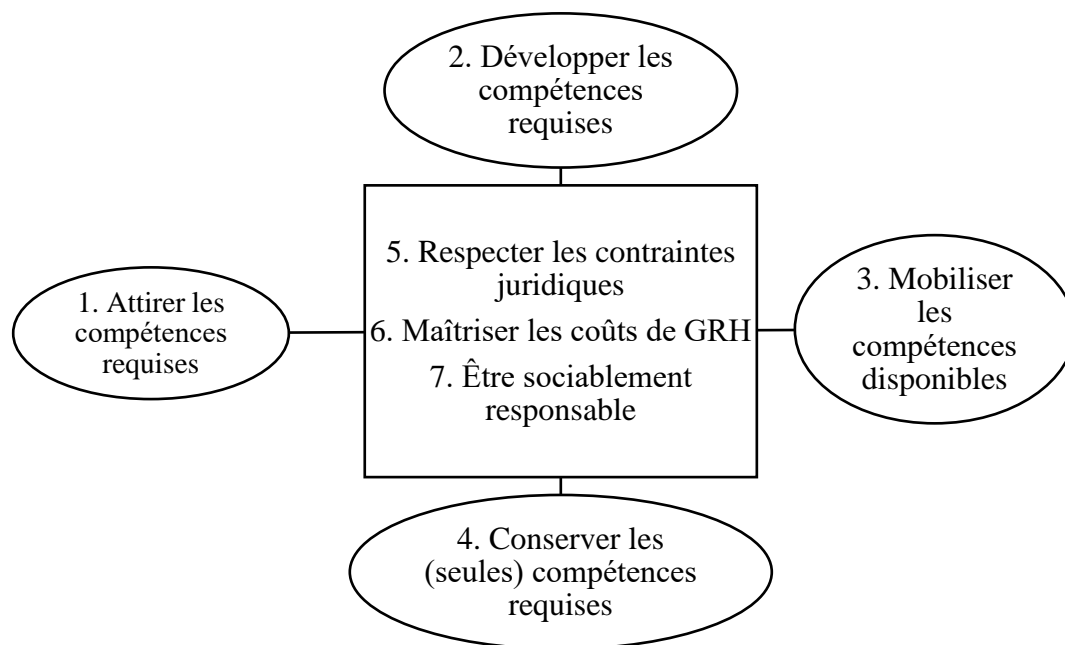 2. Développer les
compétences
requises
5. Respecter les contraintes
juridiques
6. Maîtriser les coûts de GRH
7. Être sociablement
responsable
1. Attirer les
compétences
requises
3. Mobiliser
les
compétences
disponibles
4. Conserver les
(seules) compétences
requises